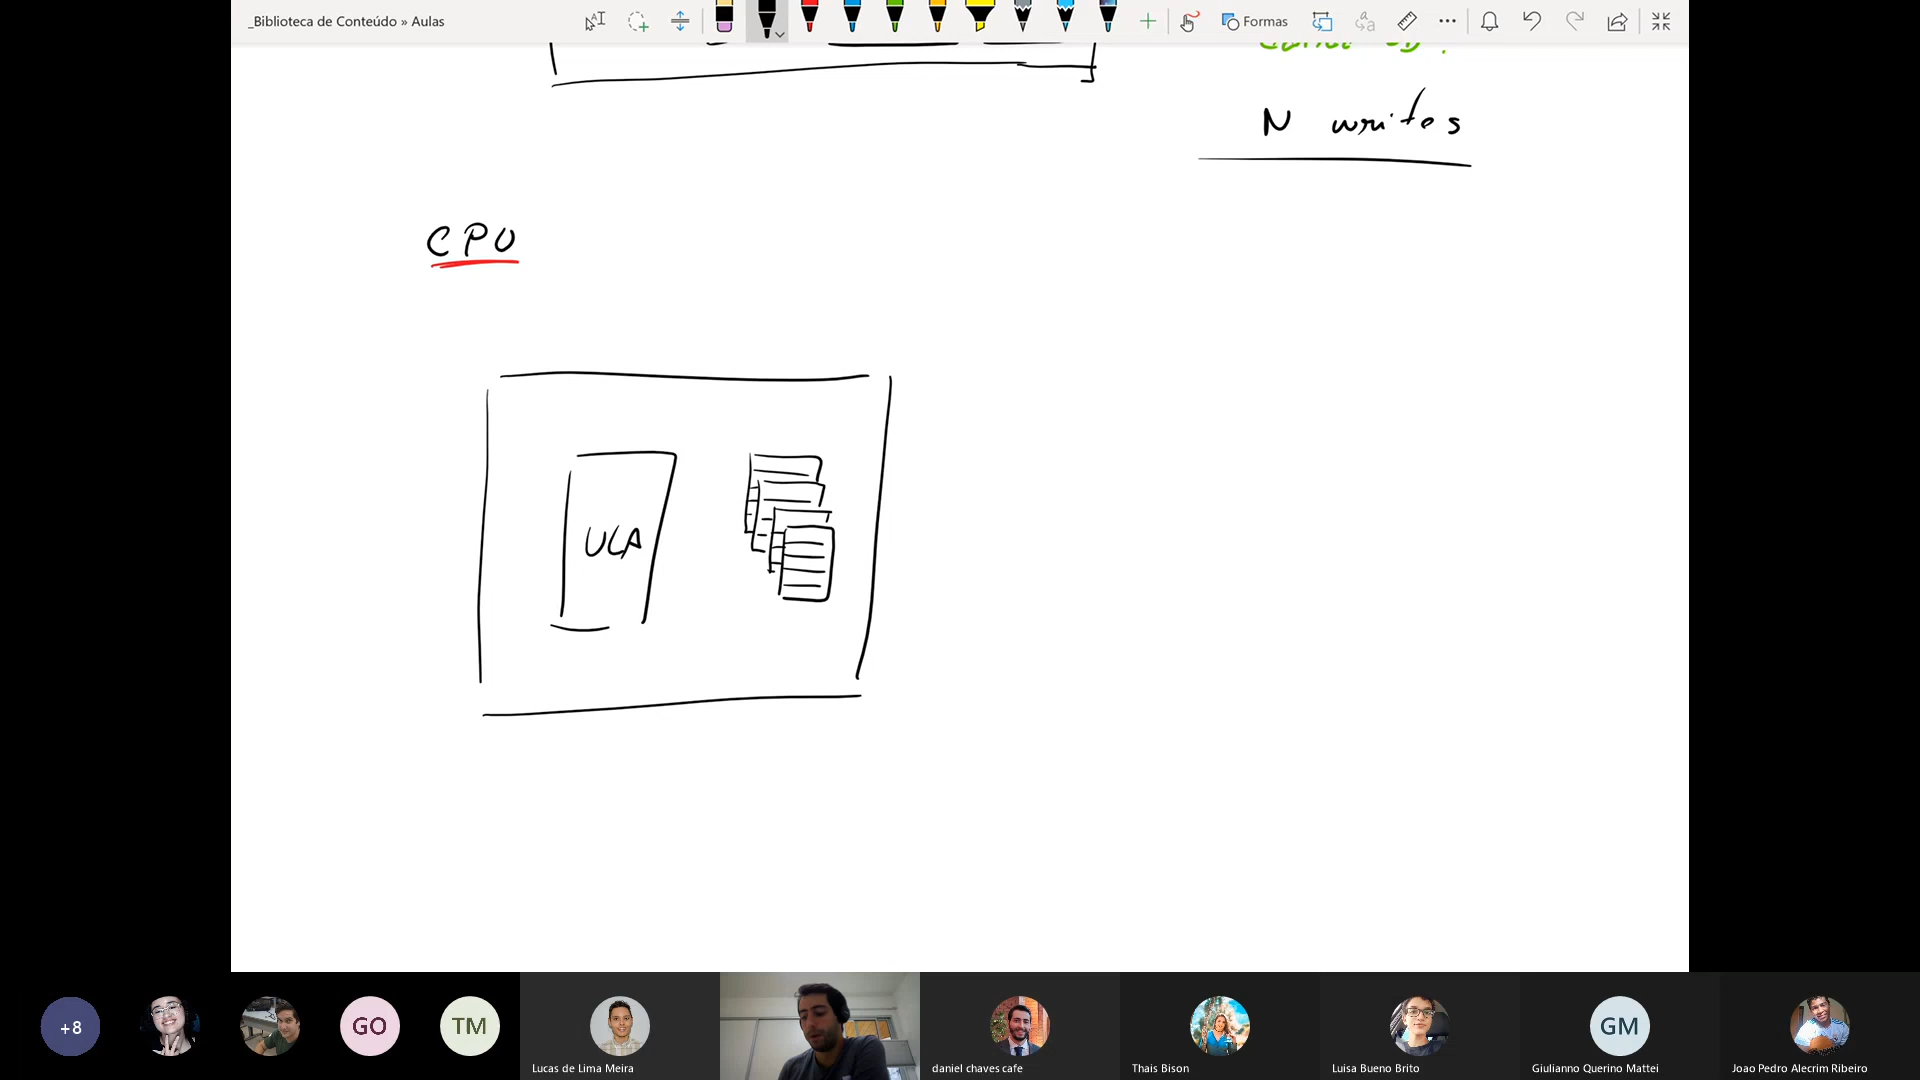 _Biblioteca de Conteúdo » Aulas
Formas
N writes
CPU
ULA
+8
GO
TM
GM
Lucas de Lima Meira
daniel chaves cafe
Thais Bison
Luisa Bueno Brito
Giulianno Querino Mattei
Joao Pedro Alecrim Ribeiro